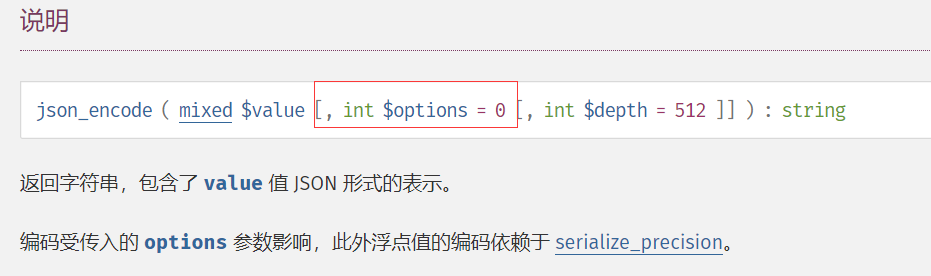 说明
json_encode ( mixed $value [, int $options = 0 [, int $depth = 512 ]] ) : string
返回字符串，包含了 value 值 JSON 形式的表示。
编码受传入的 options 参数影响，此外浮点值的编码依赖于 serialize_precision。